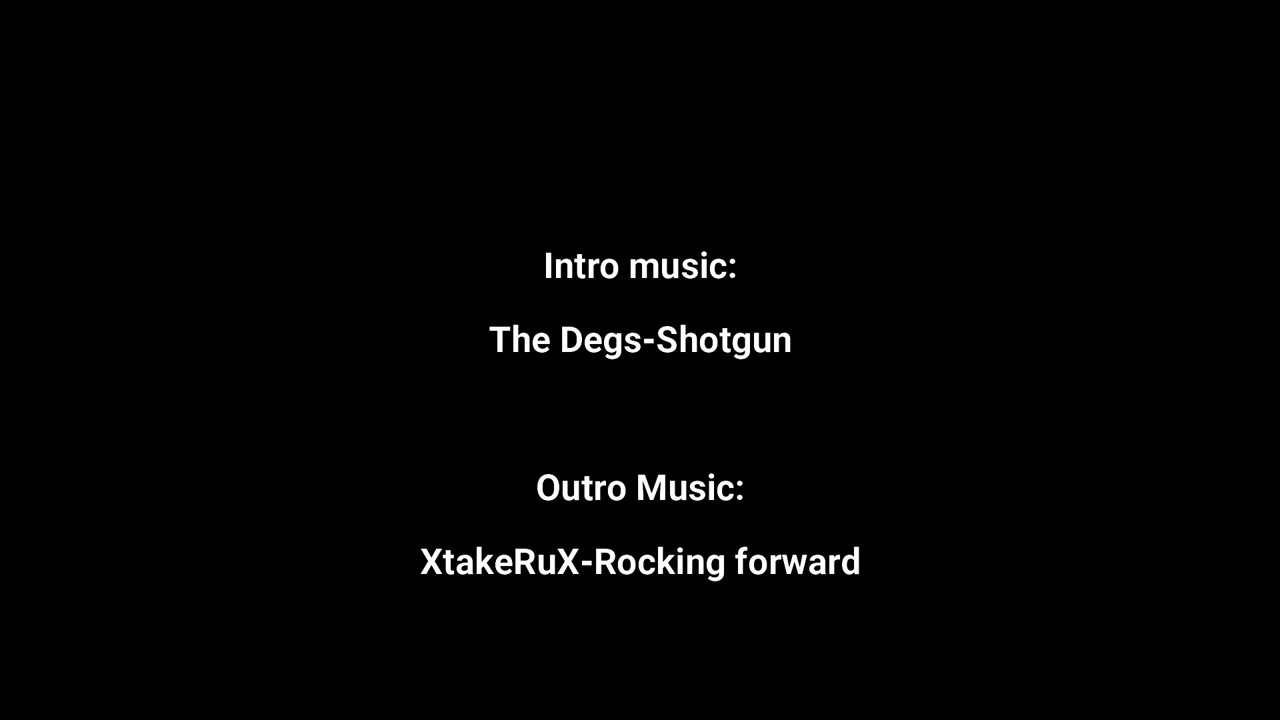 Intro music:
The Degs-Shotgun
Outro Music:
XtakeRuX-Rocking forward